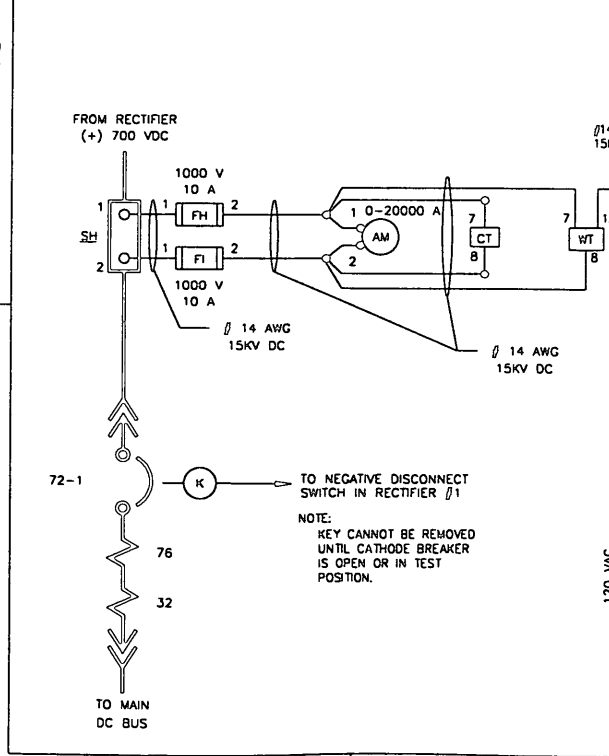 FROM RECTIFIER
(+) 700 VDC
1000 V
10 A
1
1
FH
2
1
0-20000 A
7
CT
8
7
WT
8
SH
AM
1
FI
2
2
2
1000 V
10 A
14 AWG
15KV DC
14 AWG
15KV DC
72-1
K
TO NEGATIVE DISCONNECT
SWITCH IN RECTIFIER #1
NOTE:
KEY CANNOT BE REMOVED
UNTIL CATHODE BREAKER
IS OPEN OR IN TEST
POSITION.
76
32
120 VAC
TO MAIN
DC BUS